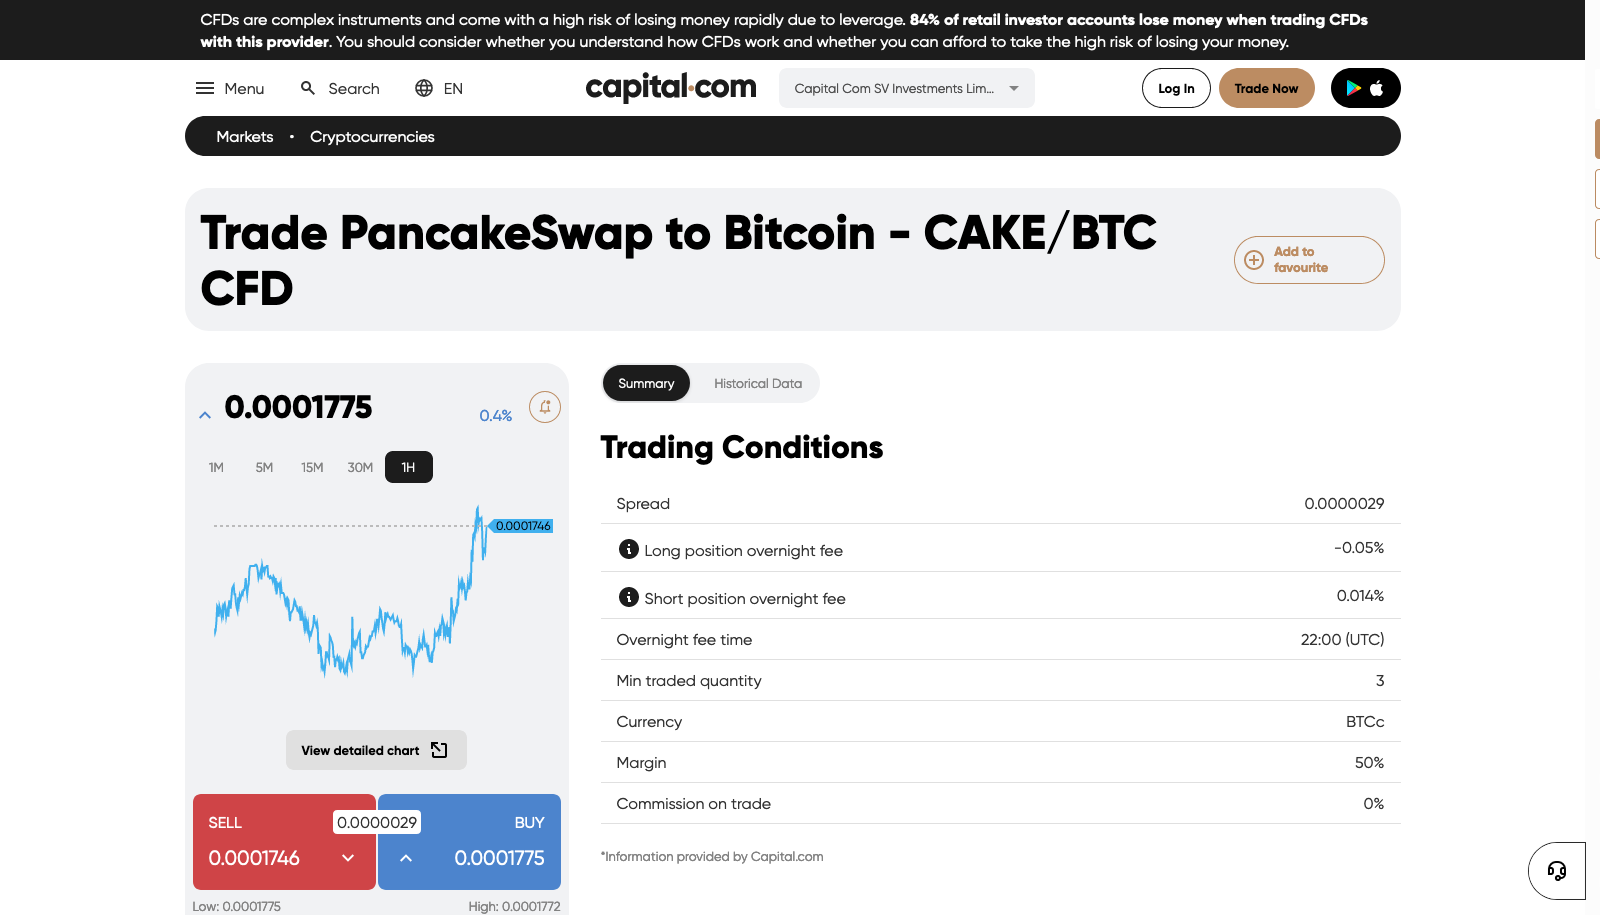 CFDs are complex instruments and come with a high risk of losing money rapidly due to leverage. 84% of retail investor accounts lose money when trading CFDs
with this provider. You should consider whether you understand how CFDs work and whether you can afford to take the high risk of losing your money.
Menu Search EN capital.com Capital Com SV Investments Lim... Log In Trade Now
Markets • Cryptocurrencies
Trade PancakeSwap to Bitcoin - CAKE/BTC
CFD
Add to
favourite
0.0001775 0.4%
1M 5M 15M 30M 1H
0.0001746
View detailed chart
SELL 0.0000029 BUY
0.0001746 0.0001775
Low: 0.0001775 High: 0.0001772
Summary Historical Data
Trading Conditions
Spread 0.0000029
Long position overnight fee -0.05%
Short position overnight fee 0.014%
Overnight fee time 22:00 (UTC)
Min traded quantity 3
Currency BTCc
Margin 50%
Commission on trade 0%
*Information provided by Capital.com